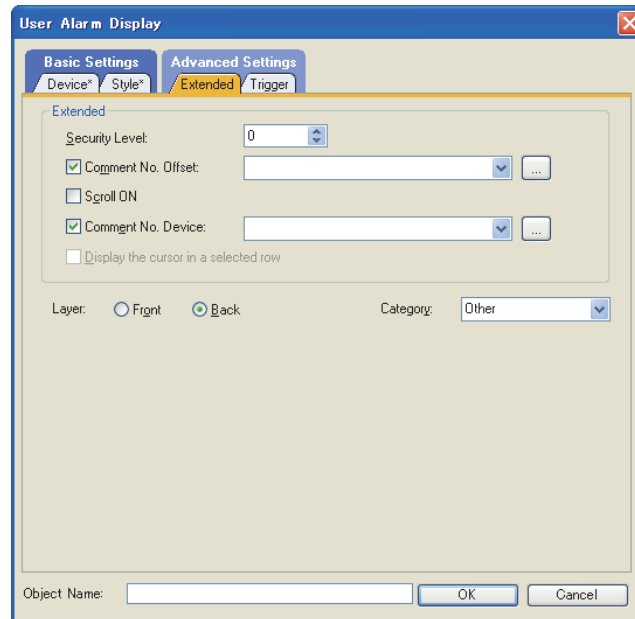 User Alarm Display
Basic Settings Advanced Settings
Device* Style* Extended Trigger
Extended
Security Level: 0
Comment No. Offset: ...
Scroll ON
Comment No. Device: ...
Display the cursor in a selected row
Layer: Front Back Category: Other
Object Name: OK Cancel